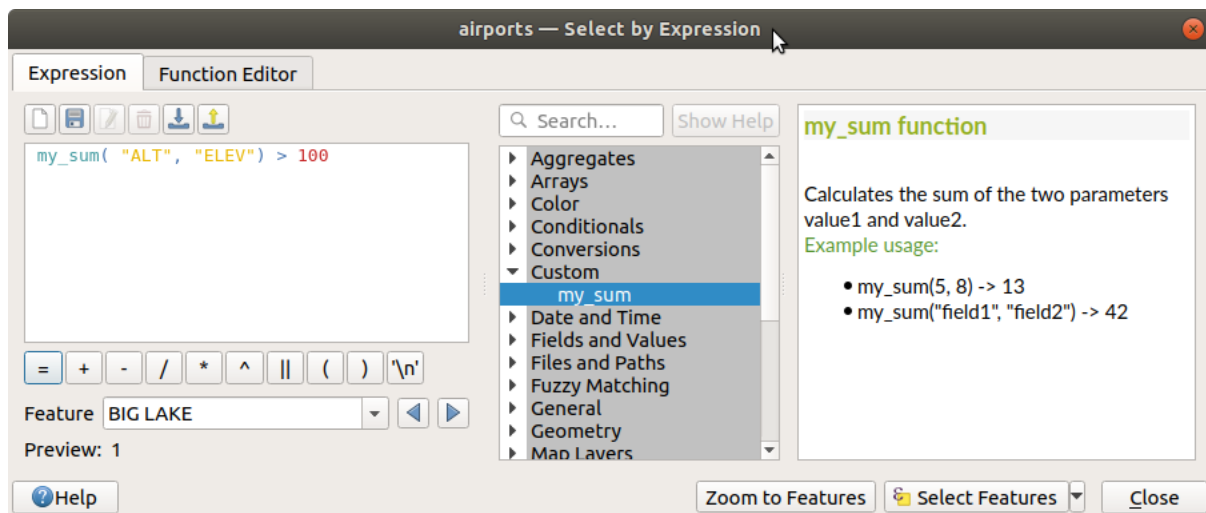 airports — Select by Expression
Expression
Function Editor
Search...
Show Help
my_sum( "ALT", "ELEV") > 100
= + - / * ^ || ( ) '\n'
Feature BIG LAKE
Preview: 1
Aggregates
Arrays
Color
Conditionals
Conversions
Custom
my_sum
Date and Time
Fields and Values
Files and Paths
Fuzzy Matching
General
Geometry
Map Layers
my_sum function
Calculates the sum of the two parameters
value1 and value2.
Example usage:
● my_sum(5, 8) -> 13
● my_sum("field1", "field2") -> 42
Help
Zoom to Features
Select Features
Close